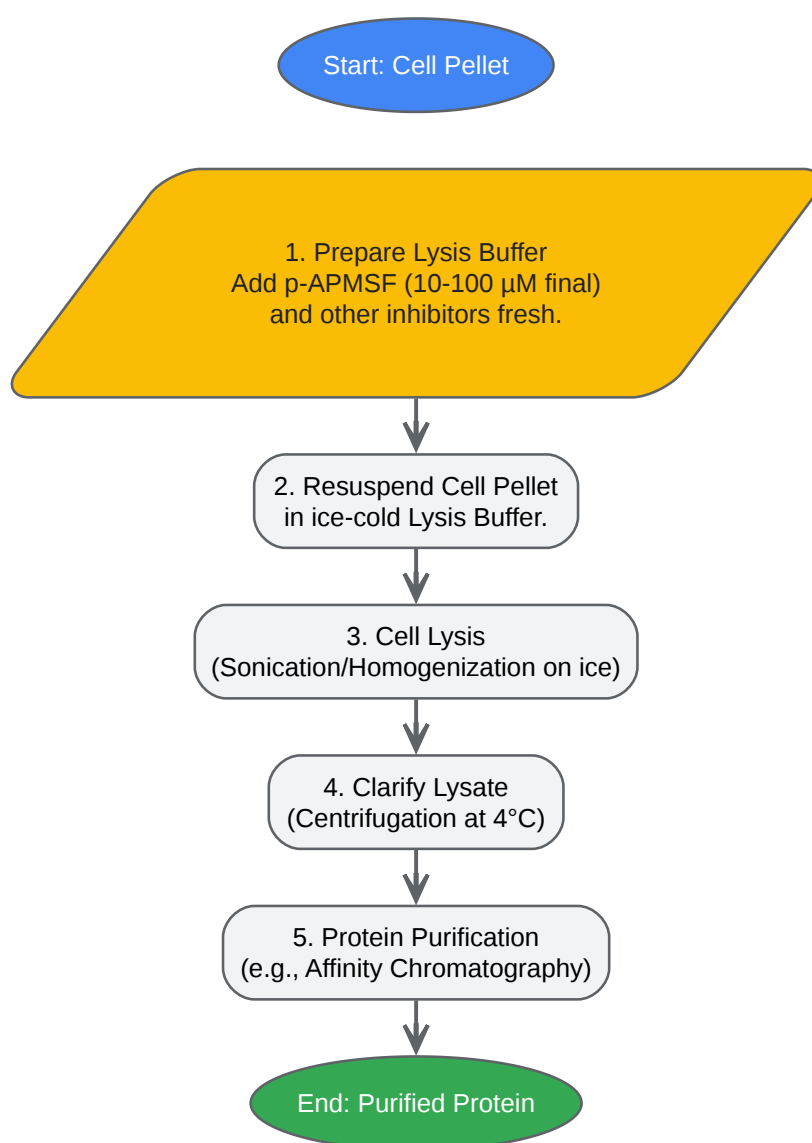 Start: Cell Pellet
1. Prepare Lysis Buffer
Add p-APMSF (10-100 µM final)
and other inhibitors fresh.
2. Resuspend Cell Pellet
in ice-cold Lysis Buffer.
3. Cell Lysis
(Sonication/Homogenization on ice)
4. Clarify Lysate
(Centrifugation at 4°C)
5. Protein Purification
(e.g., Affinity Chromatography)
End: Purified Protein